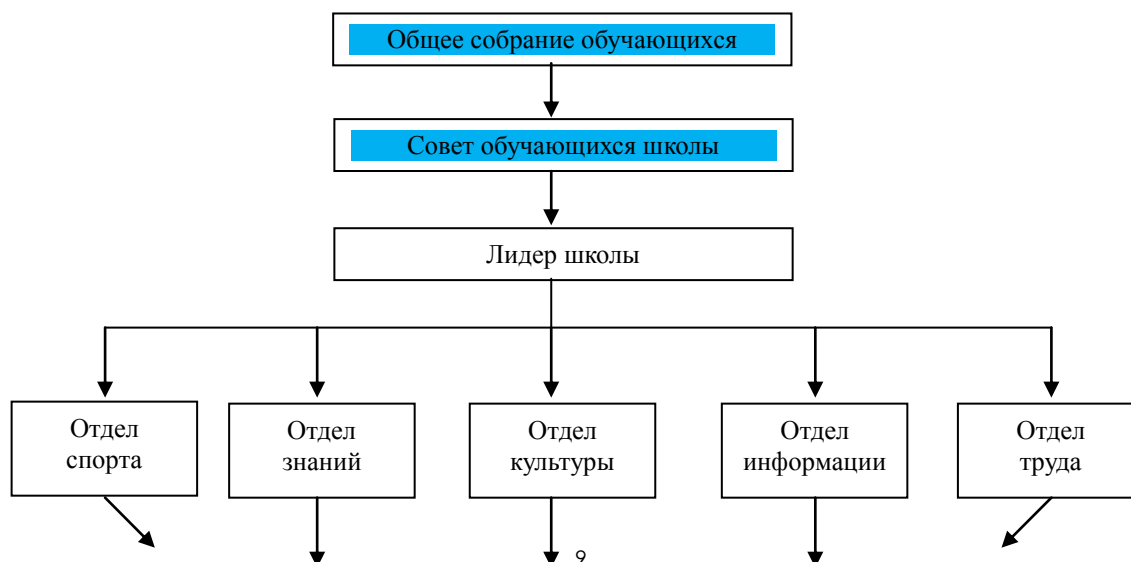 Общее собрание обучающихся
Совет обучающихся школы
Лидер школы
Отдел
спорта
Отдел
знаний
Отдел
культуры
Отдел
информации
Отдел
труда
9